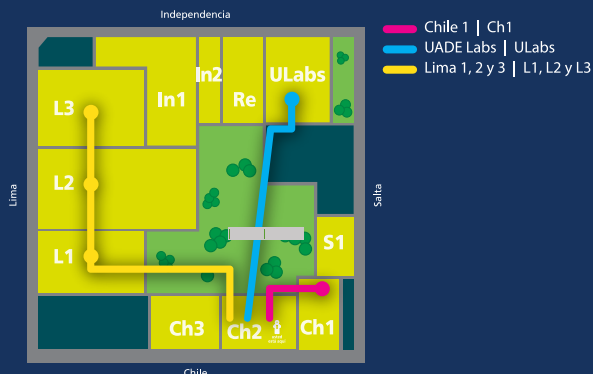 Independencia
Chile 1 | Ch1
UADE Labs | ULabs
Lima 1, 2 y 3 | L1, L2 y L3
In2
ULabs
In1
Re
L3
L2
Lima
Salta
S1
L1
Ch3
Ch2
Ch1
Chile